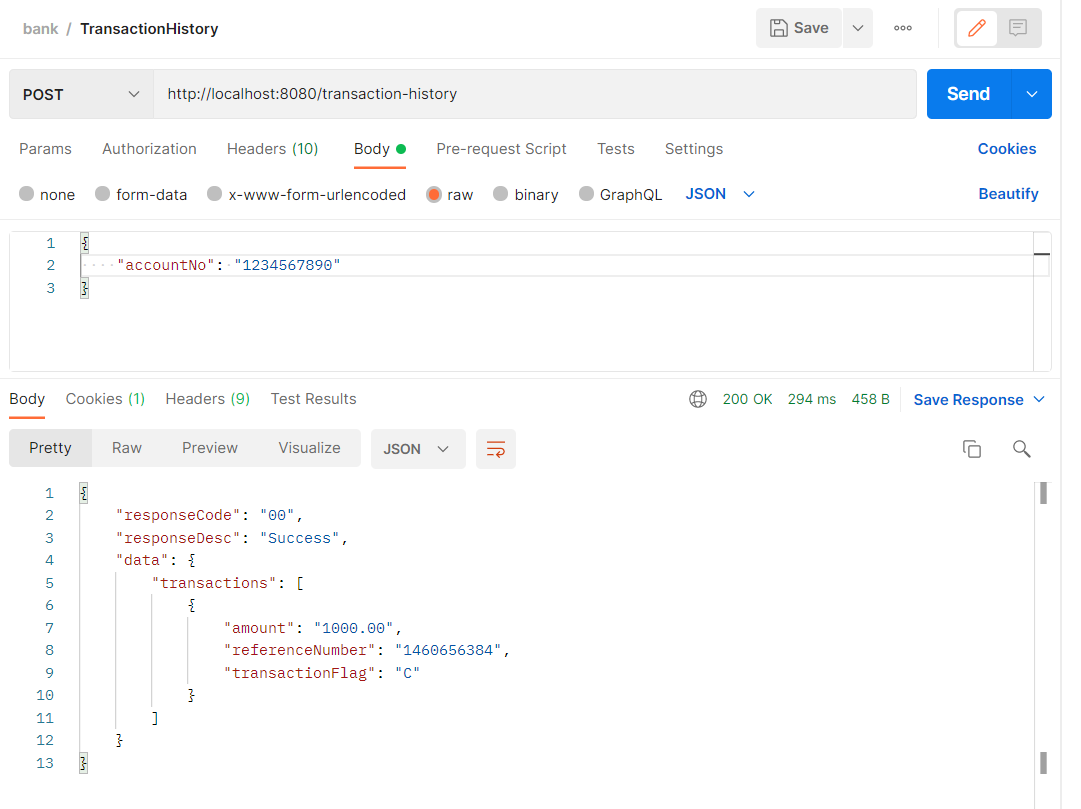 bank / TransactionHistory
Save
POST
http://localhost:8080/transaction-history
Send
Params Authorization Headers (10) Body Pre-request Script Tests Settings Cookies
none form-data x-www-form-urlencoded raw binary GraphQL JSON Beautify
1 {
2 "accountNo": "1234567890"
3 }
Body Cookies (1) Headers (9) Test Results 200 OK 294 ms 458 B Save Response
Pretty Raw Preview Visualize JSON
1 {
2 "responseCode": "00",
3 "responseDesc": "Success",
4 "data": {
5 "transactions": [
6 {
7 "amount": "1000.00",
8 "referenceNumber": "1460656384",
9 "transactionFlag": "C"
10 }
11 ]
12 }
13 }